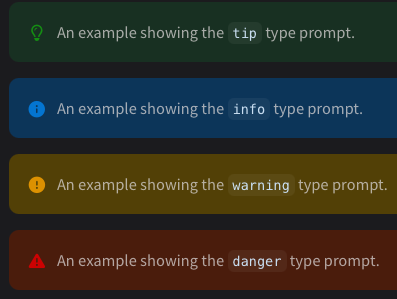 An example showing the tip type prompt.
An example showing the info type prompt.
An example showing the warning type prompt.
An example showing the danger type prompt.